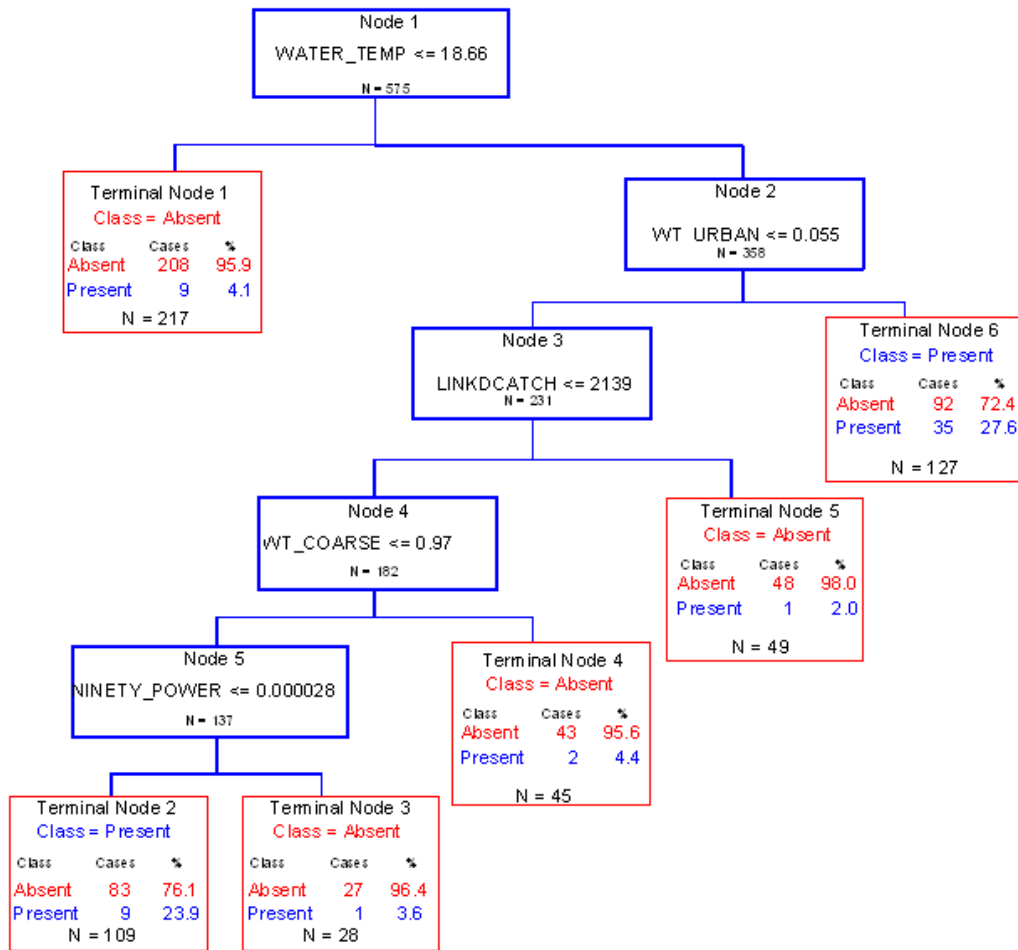 Node 1
WATER_TEMP <= 18.66
N = 575
Terminal Node 1
Class = Absent
Class Cases %
Absent 208 95.9
Present 9 4.1
N = 217
Node 2
WT_URBAN <= 0.055
N = 358
Node 3
LINKDCATCH <= 2139
N = 231
Terminal Node 6
Class = Present
Class Cases %
Absent 92 72.4
Present 35 27.6
N = 127
Node 4
WT_COARSE <= 0.97
N = 182
Terminal Node 5
Class = Absent
Class Cases %
Absent 48 98.0
Present 1 2.0
N = 49
Node 5
NINETY_POWER <= 0.000028
N = 137
Terminal Node 4
Class = Absent
Class Cases %
Absent 43 95.6
Present 2 4.4
N = 45
Terminal Node 2
Class = Present
Class Cases %
Absent 83 76.1
Present 9 23.9
N = 109
Terminal Node 3
Class = Absent
Class Cases %
Absent 27 96.4
Present 1 3.6
N = 28